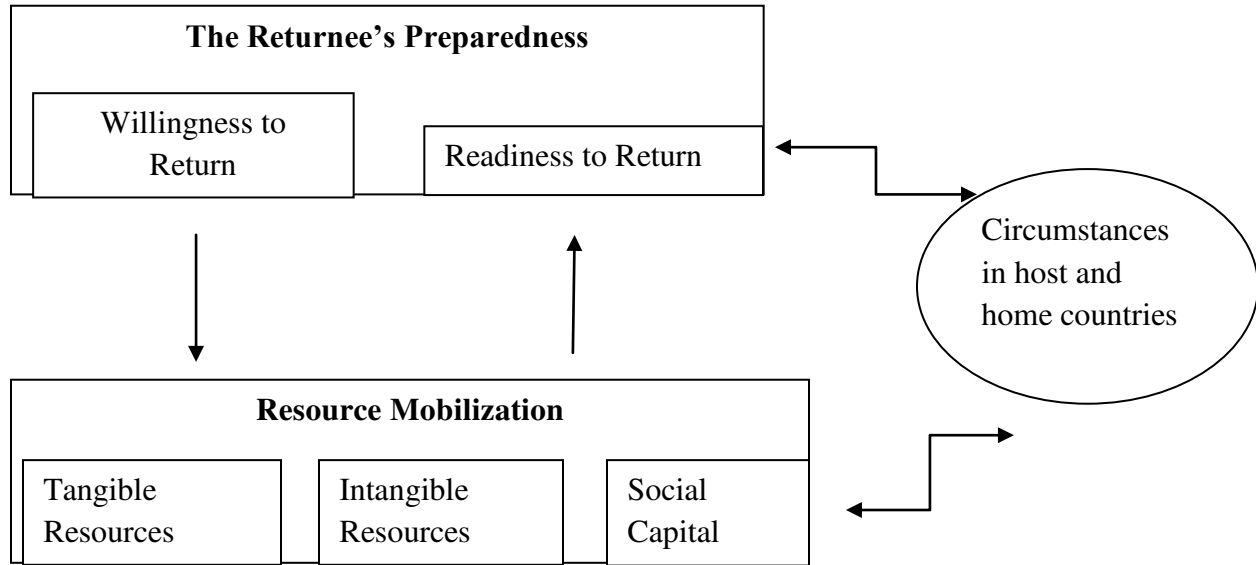 The Returnee's Preparedness
Willingness to
Return
Readiness to Return
Circumstances
in host and
home countries
Resource Mobilization
Tangible
Resources
Intangible
Resources
Social
Capital